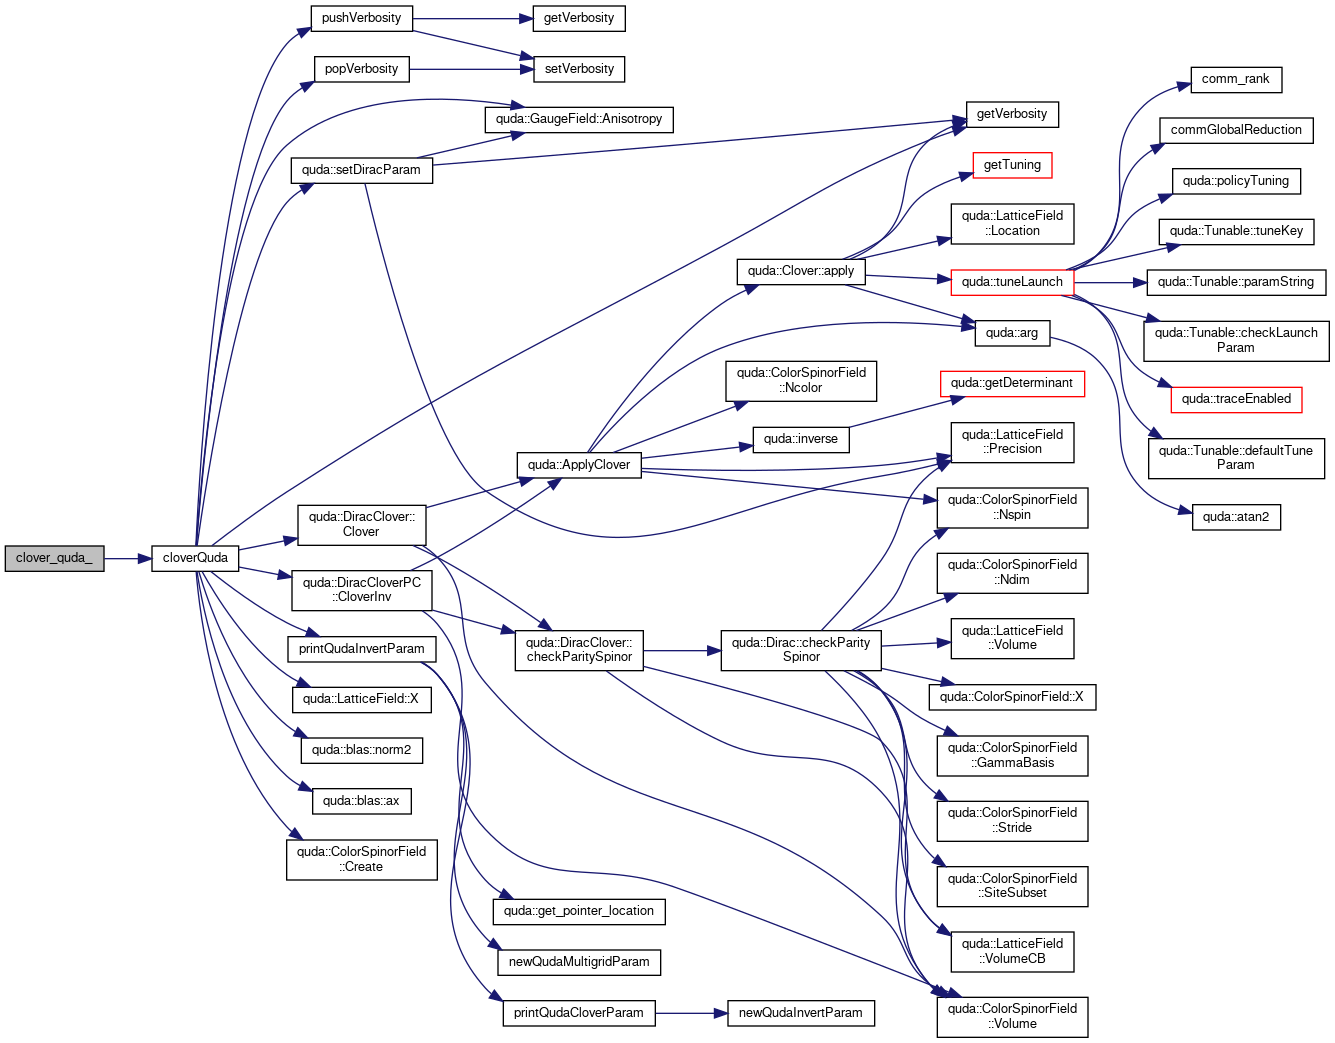 clover_quda_
cloverQuda
pushVerbosity
popVerbosity
quda::setDiracParam
quda::DiracClover::
Clover
quda::DiracCloverPC
::CloverInv
printQudaInvertParam
quda::LatticeField::X
quda::blas::norm2
quda::blas::ax
quda::ColorSpinorField
::Create
getVerbosity
setVerbosity
quda::GaugeField::Anisotropy
quda::ApplyClover
quda::DiracClover::
checkParitySpinor
quda::get_pointer_location
newQudaMultigridParam
printQudaCloverParam
quda::Clover::apply
quda::ColorSpinorField
::Ncolor
quda::inverse
quda::Dirac::checkParity
Spinor
newQudaInvertParam
getVerbosity
getTuning
quda::LatticeField
::Location
quda::tuneLaunch
quda::arg
quda::getDeterminant
quda::LatticeField
::Precision
quda::ColorSpinorField
::Nspin
quda::ColorSpinorField
::Ndim
quda::LatticeField
::Volume
quda::ColorSpinorField::X
quda::ColorSpinorField
::GammaBasis
quda::ColorSpinorField
::Stride
quda::ColorSpinorField
::SiteSubset
quda::LatticeField
::VolumeCB
quda::ColorSpinorField
::Volume
comm_rank
commGlobalReduction
quda::policyTuning
quda::Tunable::tuneKey
quda::Tunable::paramString
quda::Tunable::checkLaunch
Param
quda::traceEnabled
quda::Tunable::defaultTune
Param
quda::atan2